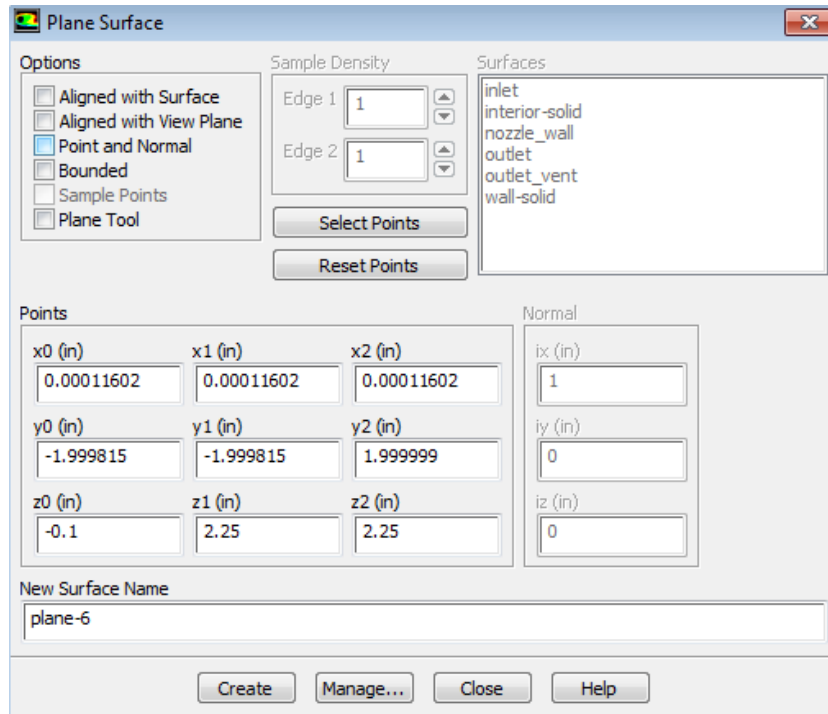 Plane Surface
Options
Aligned with Surface
Aligned with View Plane
Point and Normal
Bounded
Sample Points
Plane Tool
Sample Density
Edge 1 1
Edge 2 1
Select Points
Reset Points
Surfaces
inlet
interior-solid
nozzle_wall
outlet
outlet_vent
wall-solid
Points
x0 (in) x1 (in) x2 (in)
0.00011602 0.00011602 0.00011602
y0 (in) y1 (in) y2 (in)
-1.999815 -1.999815 1.999999
z0 (in) z1 (in) z2 (in)
-0.1 2.25 2.25
Normal
ix (in)
1
iy (in)
0
iz (in)
0
New Surface Name
plane-6
Create Manage... Close Help